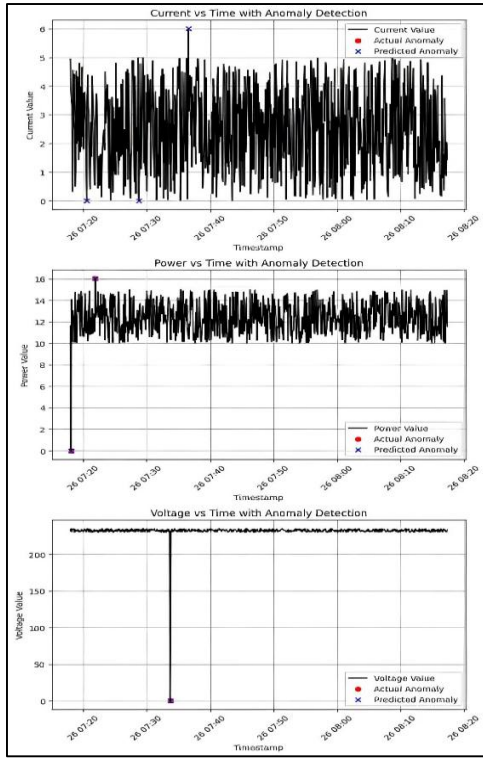 Current vs Time with Anomaly Detection
Current Value
Actual Anomaly
Predicted Anomaly
6
5
4
3
2
1
0
Current Value
26 07:20
26 07:30
26 07:40
26 07:50
26 08:00
26 08:10
26 08:20
Timestamp
Power vs Time with Anomaly Detection
16
14
12
10
8
6
4
2
0
Power Value
Power Value
Actual Anomaly
Predicted Anomaly
26 07:20
26 07:30
26 07:40
26 07:50
26 08:00
26 08:10
26 08:20
Timestamp
Voltage vs Time with Anomaly Detection
200
150
100
50
0
Voltage Value
Voltage Value
Actual Anomaly
Predicted Anomaly
26 07:20
26 07:30
26 07:40
26 07:50
26 08:00
26 08:10
26 08:20
Timestamp